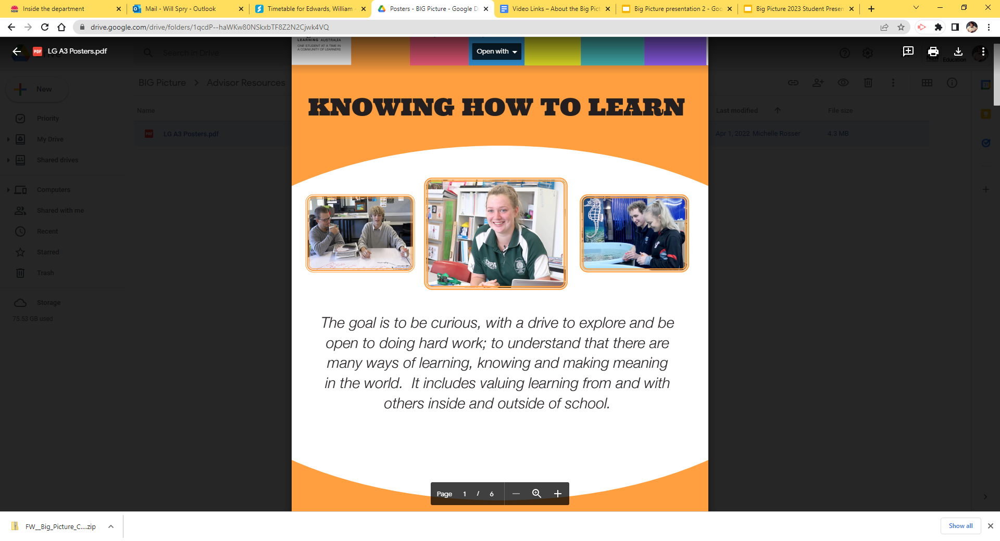 Inside the department
Mail - Will Spry - Outlook
Timetable for Edwards, William -
Posters - BIG Picture - Google D
Video Links – About the Big Pict
Big Picture presentation 2 - Goo
Big Picture 2023 Student Presen
drive.google.com/drive/folders/1qcdP--haWKw80NSkxbTF8Z2N2Cjwk4VQ
LEARNING AUSTRALIA
ONE STUDENT AT A TIME IN
A COMMUNITY OF LEARNERS
PDF LG A3 Posters.pdf
Search in Drive
Open with
Education
New
BIG Picture > Advisor Resources
Name
Last modified
File size
Priority
PDF LG A3 Posters.pdf
Apr 1, 2022 Michelle Rosser
4.3 MB
My Drive
Shared drives
Computers
Shared with me
Recent
Starred
Trash
Storage
75.53 GB used
KNOWING HOW TO LEARN
CAPA
The goal is to be curious, with a drive to explore and be
open to doing hard work; to understand that there are
many ways of learning, knowing and making meaning
in the world.  It includes valuing learning from and with
others inside and outside of school.
Page 1 / 6
FW__Big_Picture_C....zip
Show all